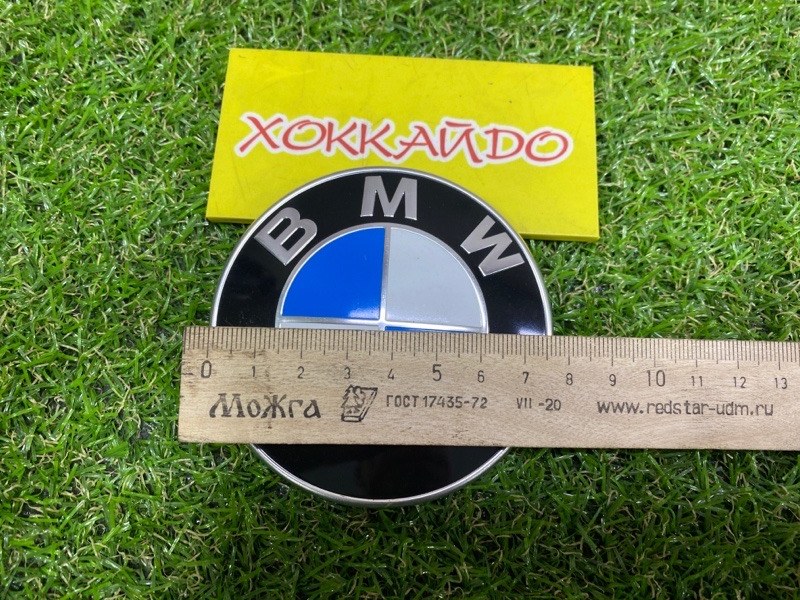 ХОККАЙДО
BMW
0 1 2 3 4 5 6 7 8 9 10 11 12 13
Можга ГОСТ 17435-72 VII -20 www.redstar-udm.ru